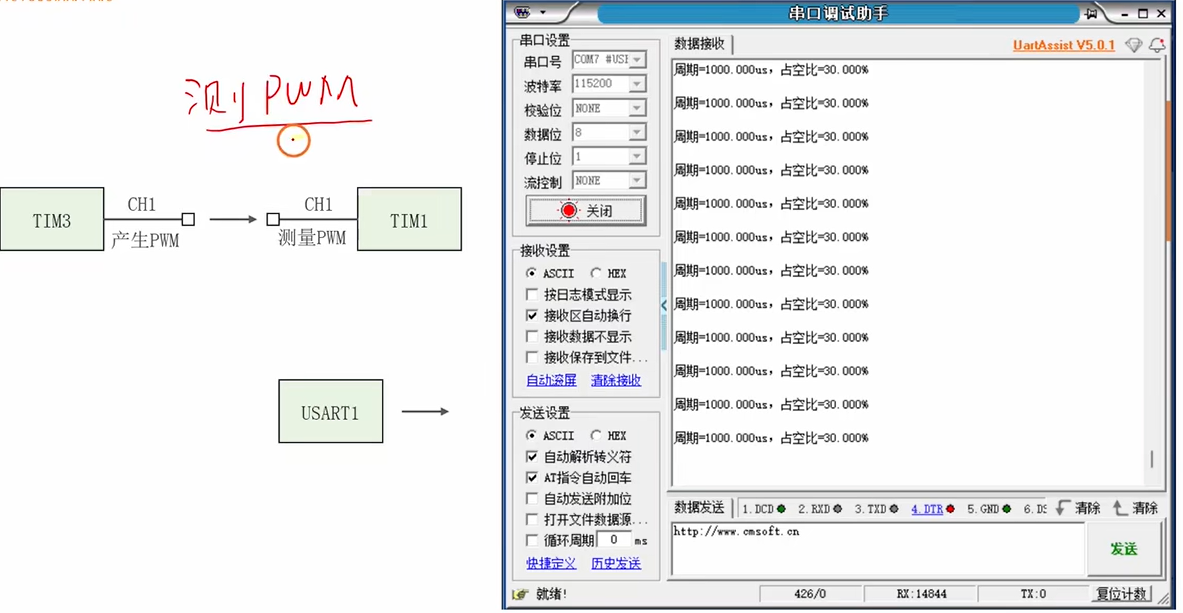 测PWM
TIM3
CH1
产生PWM
CH1
测量PWM
TIM1
USART1
串口调试助手
串口设置
串口号 COM7 #USI
波特率 115200
校验位 NONE
数据位 8
停止位 1
流控制 NONE
关闭
接收设置
ASCII HEX
按日志模式显示
接收区自动换行
接收数据不显示
接收保存到文件...
自动滚屏 清除接收
发送设置
ASCII HEX
自动解析转义符
AT指令自动回车
自动发送附加位
打开文件数据源...
循环周期 0 ms
快捷定义 历史发送
数据接收 UartAssist V5.0.1
周期=1000.000us, 占空比=30.000%
周期=1000.000us, 占空比=30.000%
周期=1000.000us, 占空比=30.000%
周期=1000.000us, 占空比=30.000%
周期=1000.000us, 占空比=30.000%
周期=1000.000us, 占空比=30.000%
周期=1000.000us, 占空比=30.000%
周期=1000.000us, 占空比=30.000%
周期=1000.000us, 占空比=30.000%
周期=1000.000us, 占空比=30.000%
周期=1000.000us, 占空比=30.000%
周期=1000.000us, 占空比=30.000%
数据发送 1.DCD 2.RXD 3.TXD 4.DTR 5.GND 6.DS 清除 清除
http://www.cmsoft.cn
发送
就绪! 426/0 RX:14844 TX:0 复位计数